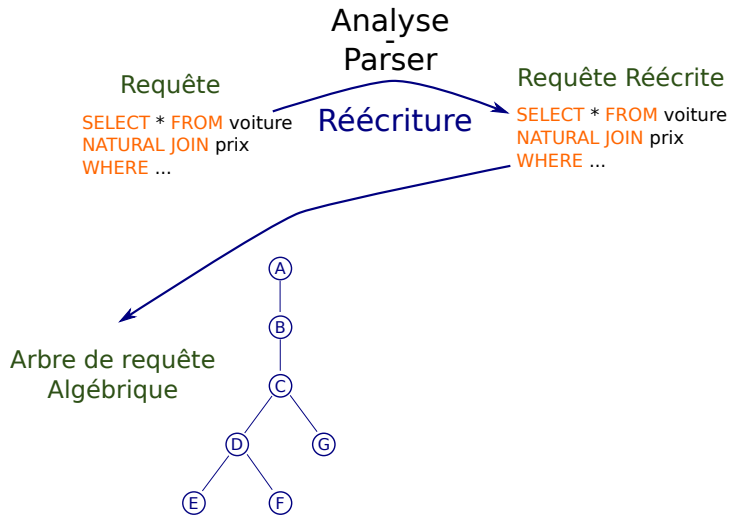 Analyse
-
Parser
Requête
SELECT * FROM voiture
NATURAL JOIN prix
WHERE ...
Réécriture
Requête Réécrite
SELECT * FROM voiture
NATURAL JOIN prix
WHERE ...
Arbre de requête
Algébrique
A
B
C
D
G
E
F